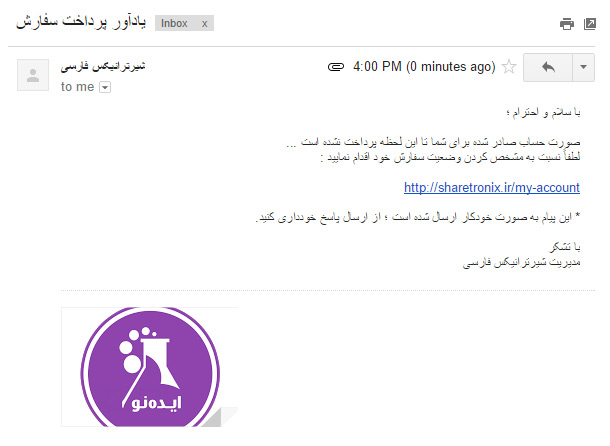 یادآور پرداخت سفارش
Inbox x
شیرترانیکس فارسی
4:00 PM (0 minutes ago)
to me
با سلام و احترام ؛
صورت حساب صادر شده برای شما تا این لحظه پرداخت نشده است ...
لطفاً نسبت به مشخص کردن وضعیت سفارش خود اقدام نمایید :
http://sharetronix.ir/my-account
* این پیام به صورت خودکار ارسال شده است ؛ از ارسال پاسخ خودداری کنید.
با تشکر
مدیریت شیرترانیکس فارسی
ایده‌نو